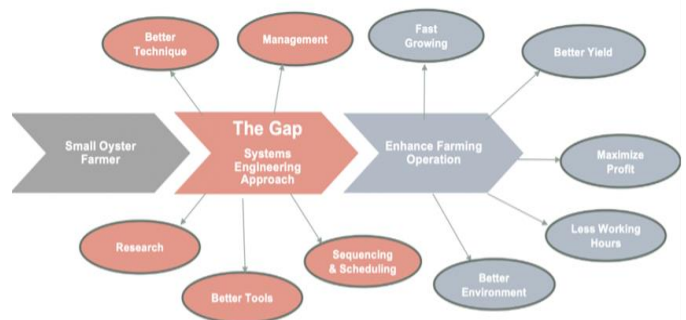 Better
Technique
Management
Fast
Growing
Better Yield
Small Oyster
Farmer
The Gap
Systems
Engineering
Approach
Enhance Farming
Operation
Maximize
Profit
Research
Better Tools
Sequencing
& Scheduling
Better
Environment
Less Working
Hours